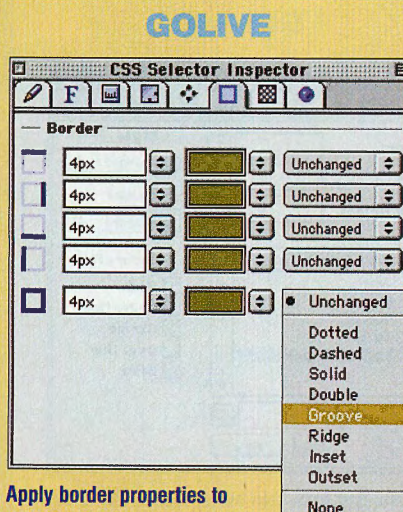 GOLIVE
CSS Selector Inspector
F
Border
4px Unchanged
4px Unchanged
4px Unchanged
4px Unchanged
4px
Unchanged
Dotted
Dashed
Solid
Double
Groove
Ridge
Inset
Outset
None
Apply border properties to